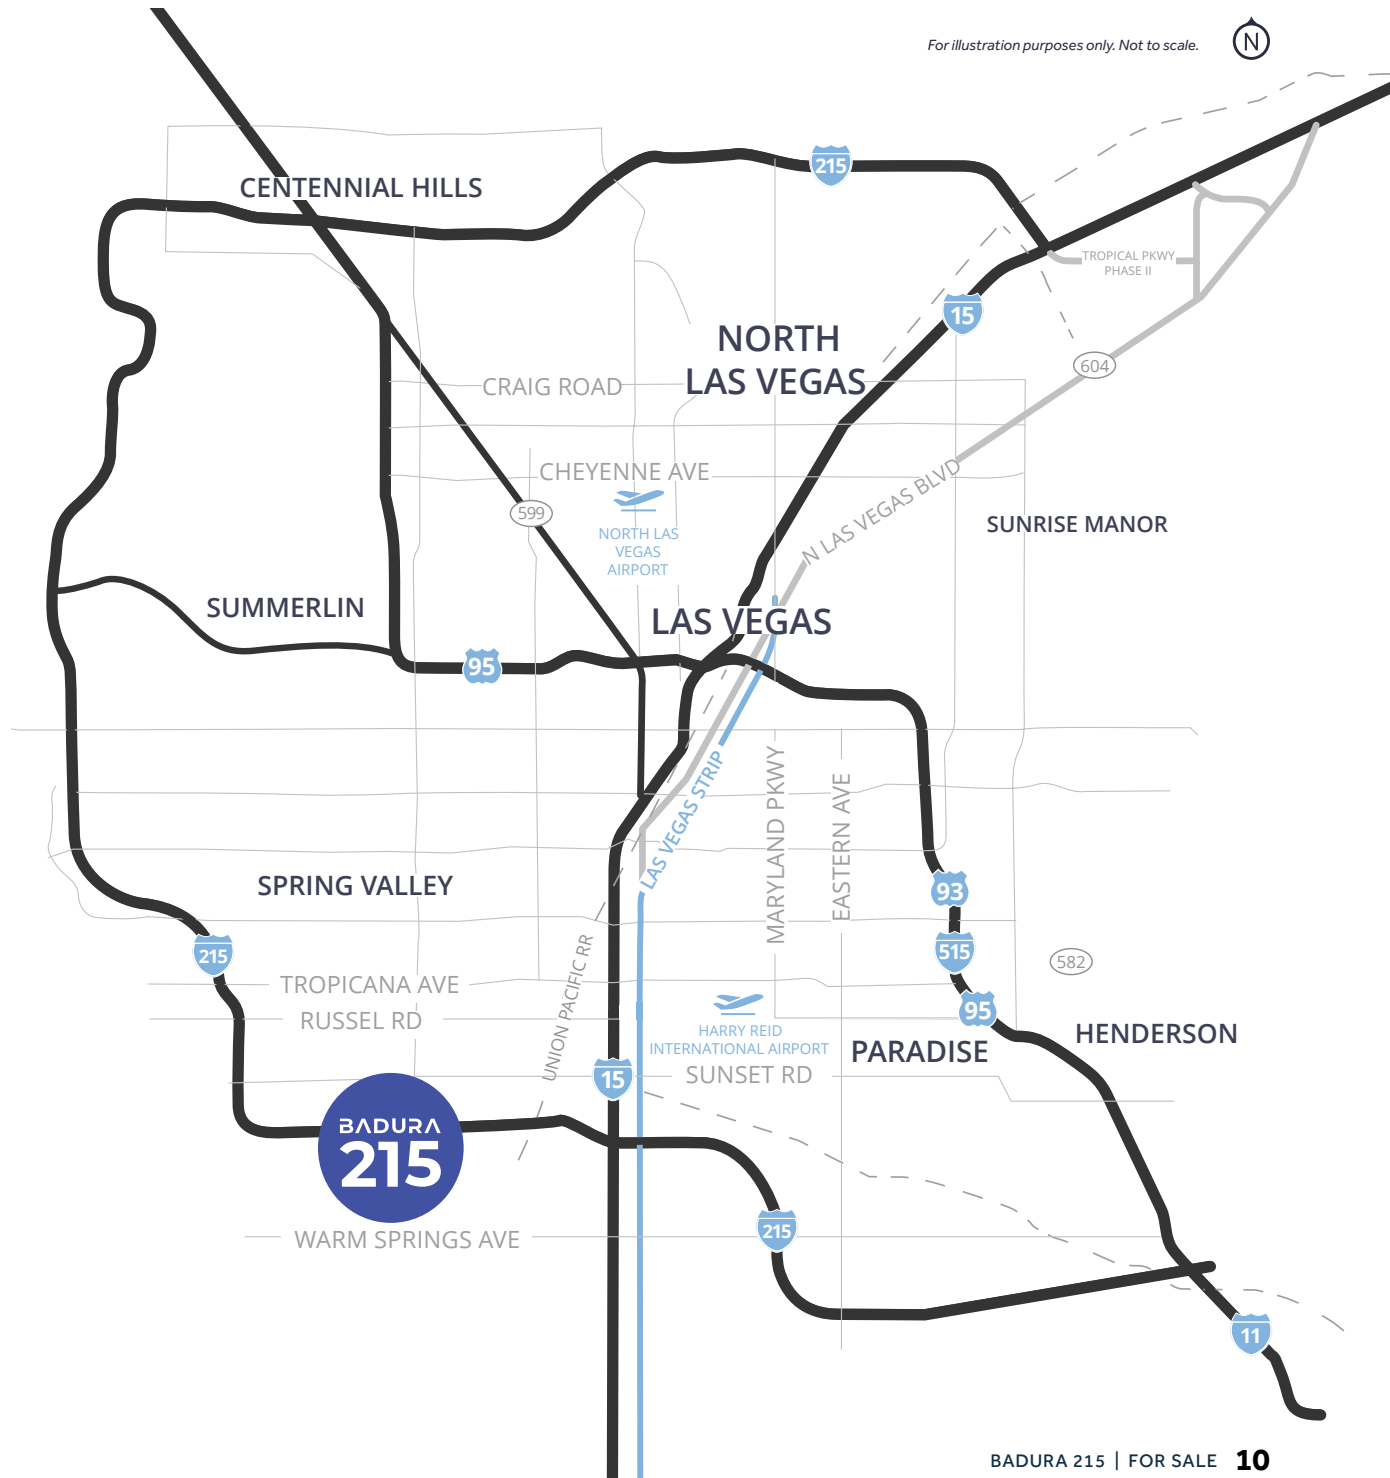 For illustration purposes only. Not to scale.
N
215
CENTENNIAL HILLS
TROPICAL PKWY
PHASE II
15
NORTH
LAS VEGAS
604
CRAIG ROAD
CHEYENNE AVE
N LAS VEGAS BLVD
599
SUNRISE MANOR
NORTH LAS
VEGAS
AIRPORT
SUMMERLIN
LAS VEGAS
95
LAS VEGAS STRIP
MARYLAND PKWY
EASTERN AVE
SPRING VALLEY
93
215
515
582
UNION PACIFIC RR
TROPICANA AVE
95
RUSSEL RD
HARRY REID
INTERNATIONAL AIRPORT
PARADISE
HENDERSON
15
SUNSET RD
BADURA
215
215
WARM SPRINGS AVE
11
BADURA 215 | FOR SALE 10